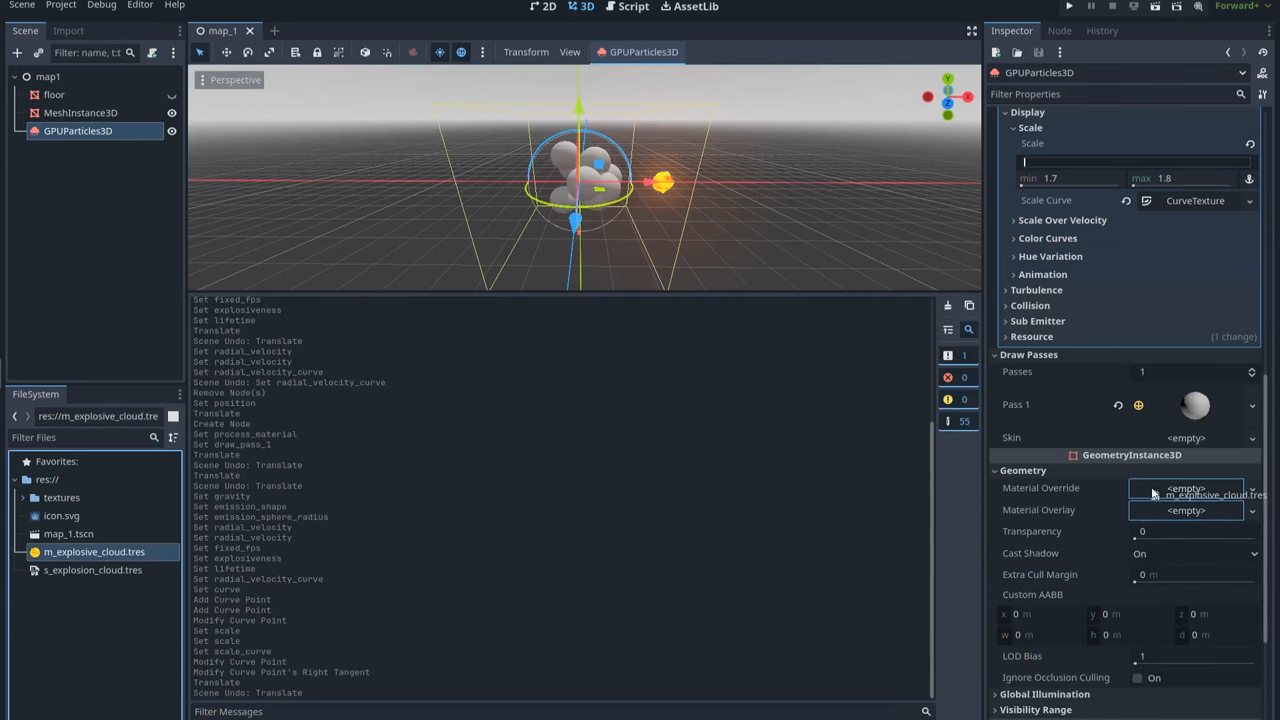 Scene Project Debug Editor Help
2D 3D Script AssetLib
Forward+
Scene Import
map_1
Inspector Node History
Filter: name, t:t
Transform View GPUParticles3D
GPUParticles3D
Filter Properties
map1
floor
MeshInstance3D
GPUParticles3D
Perspective
Y
X
Z
Display
Scale
Scale
min 1.7 max 1.8
Scale Curve CurveTexture
Scale Over Velocity
Color Curves
Hue Variation
Animation
Turbulence
Collision
Sub Emitter
Resource (1 change)
Draw Passes
Passes 1
Pass 1
Skin <empty>
GeometryInstance3D
Geometry
Material Override <empty>
m_explosive_cloud.tres
Material Overlay <empty>
Transparency 0
Cast Shadow On
Extra Cull Margin 0 m
Custom AABB
x 0 m y 0 m z 0 m
w 0 m h 0 m d 0 m
LOD Bias 1
Ignore Occlusion Culling On
Global Illumination
Visibility Range
Set fixed_fps
Set explosiveness
Set lifetime
Translate
Scene Undo: Translate
Set radial_velocity
Set radial_velocity
Set radial_velocity_curve
Scene Undo: Set radial_velocity_curve
Remove Node(s)
Set position
Translate
Create Node
Set process_material
Set draw_pass_1
Translate
Scene Undo: Translate
Translate
Scene Undo: Translate
Set gravity
Set emission_shape
Set emission_sphere_radius
Set radial_velocity
Set radial_velocity
Set fixed_fps
Set explosiveness
Set lifetime
Set radial_velocity_curve
Set curve
Add Curve Point
Add Curve Point
Modify Curve Point
Set scale
Set scale
Set scale_curve
Modify Curve Point
Modify Curve Point's Right Tangent
Translate
Scene Undo: Translate
Filter Messages
1
0
0
55
FileSystem
res://m_explosive_cloud.tre
Filter Files
Favorites:
res://
textures
icon.svg
map_1.tscn
m_explosive_cloud.tres
s_explosion_cloud.tres